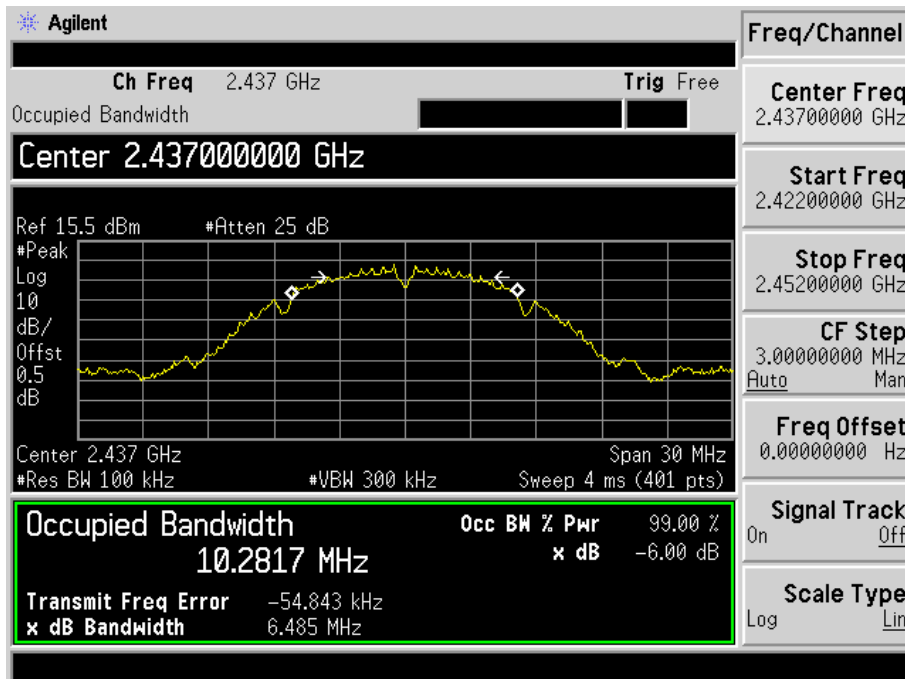 Agilent
Freq/Channel
Ch Freq 2.437 GHz Trig Free
Occupied Bandwidth
Center 2.437000000 GHz
Ref 15.5 dBm #Atten 25 dB
#Peak
Log
10
dB/
Offst
0.5
dB
Center 2.437 GHz Span 30 MHz
#Res BW 100 kHz #VBW 300 kHz Sweep 4 ms (401 pts)
Occupied Bandwidth
10.2817 MHz
Occ BW % Pwr 99.00 %
x dB -6.00 dB
Transmit Freq Error -54.843 kHz
x dB Bandwidth 6.485 MHz
Center Freq
2.43700000 GHz
Start Freq
2.42200000 GHz
Stop Freq
2.45200000 GHz
CF Step
3.00000000 MHz
Auto Man
Freq Offset
0.00000000 Hz
Signal Track
On Off
Scale Type
Log Lin